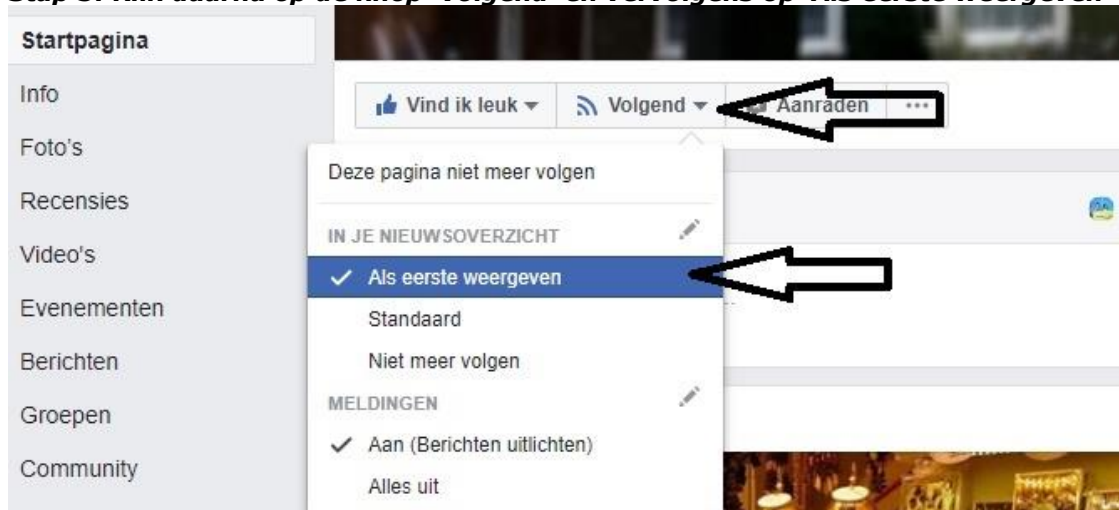 Stap 3: Klik daarna op de knop 'Volgend' en vervolgens op 'Als eerste weergeven'
Startpagina
Info
Foto's
Recensies
Video's
Evenementen
Berichten
Groepen
Community
Vind ik leuk
Volgend
Aanraden
Deze pagina niet meer volgen
IN JE NIEUWSOVERZICHT
Als eerste weergeven
Standaard
Niet meer volgen
MELDINGEN
Aan (Berichten uitlichten)
Alles uit